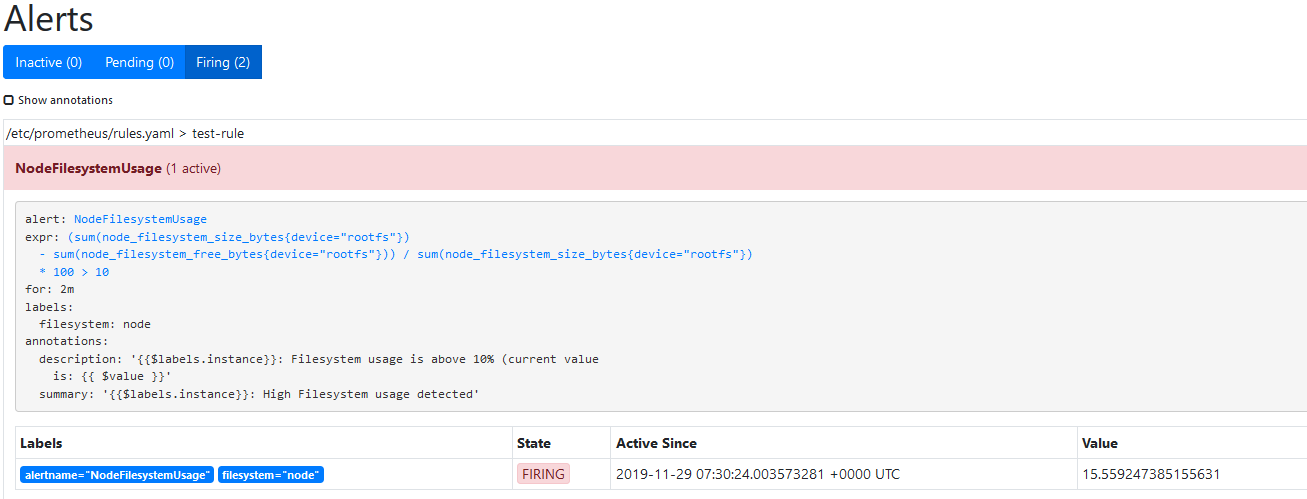 Alerts
Inactive (0) Pending (0) Firing (2)
Show annotations
/etc/prometheus/rules.yaml > test-rule
NodeFilesystemUsage (1 active)
alert: NodeFilesystemUsage
expr: (sum(node_filesystem_size_bytes{device="rootfs"})
  - sum(node_filesystem_free_bytes{device="rootfs"})) / sum(node_filesystem_size_bytes{device="rootfs"})
  * 100 > 10
for: 2m
labels:
  filesystem: node
annotations:
  description: '{{$labels.instance}}: Filesystem usage is above 10% (current value
    is: {{ $value }}'
  summary: '{{$labels.instance}}: High Filesystem usage detected'
Labels State Active Since Value
alertname="NodeFilesystemUsage" filesystem="node" FIRING 2019-11-29 07:30:24.003573281 +0000 UTC 15.559247385155631